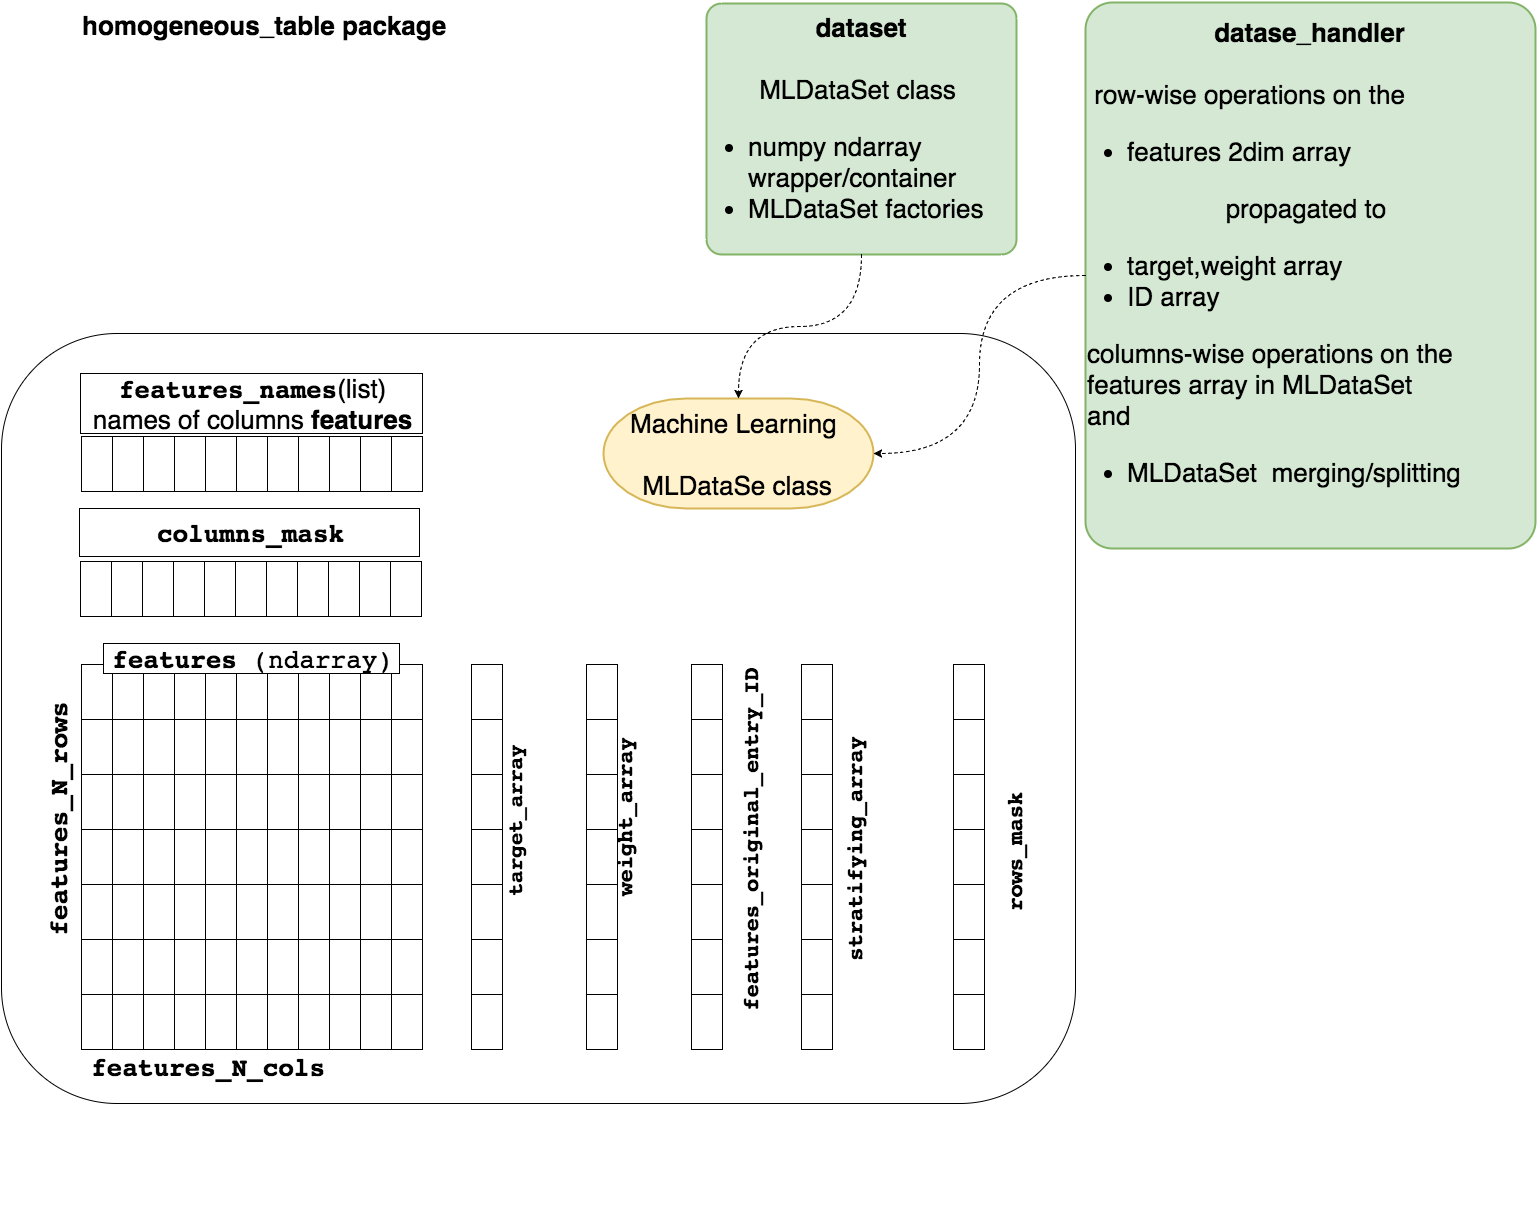 homogeneous_table package
dataset
MLDataSet class
• numpy ndarray
wrapper/container
• MLDataSet factories
datase_handler
row-wise operations on the
• features 2dim array
propagated to
• target,weight array
• ID array
columns-wise operations on the
features array in MLDataSet
and
• MLDataSet merging/splitting
features_names(list)
names of columns features
Machine Learning
MLDataSe class
columns_mask
features (ndarray)
features_N_rows
target_array
weight_array
features_original_entry_ID
stratifying_array
rows_mask
features_N_cols